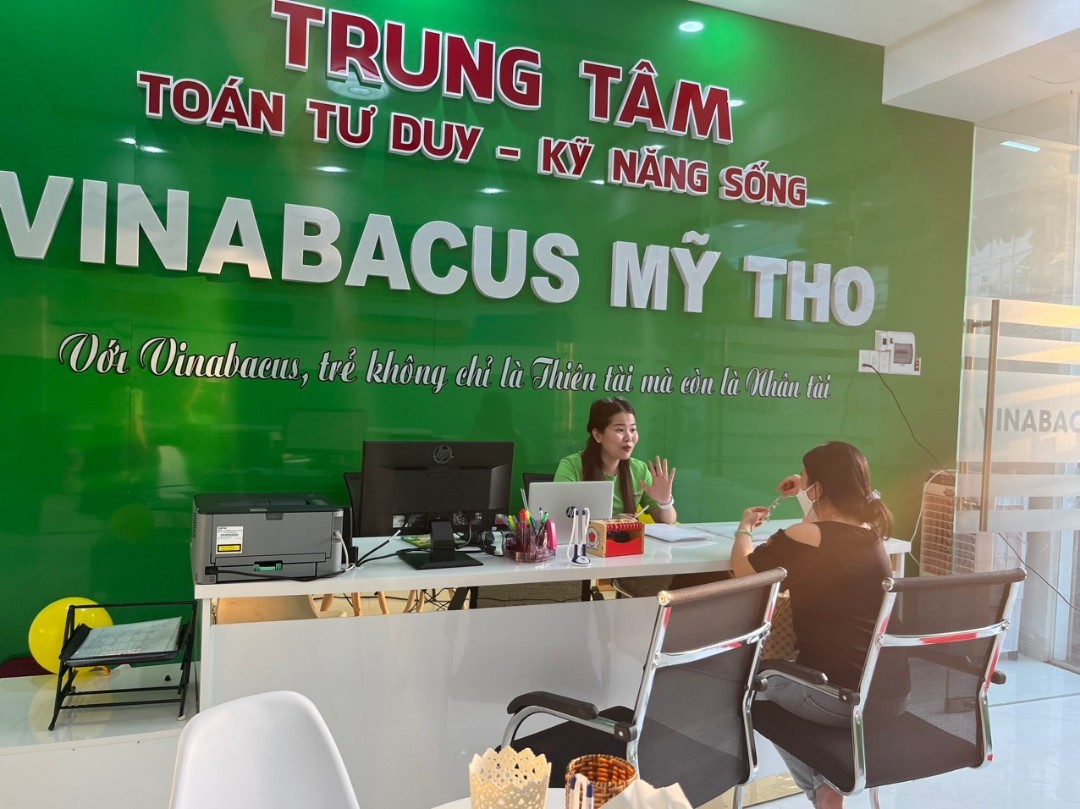 TRUNG TÂM
TOÁN TƯ DUY – KỸ NĂNG SỐNG
VINABACUS MỸ THO
Với Vinabacus, trẻ không chỉ là Thiên tài mà còn là Nhân tài
VINABAC
hp